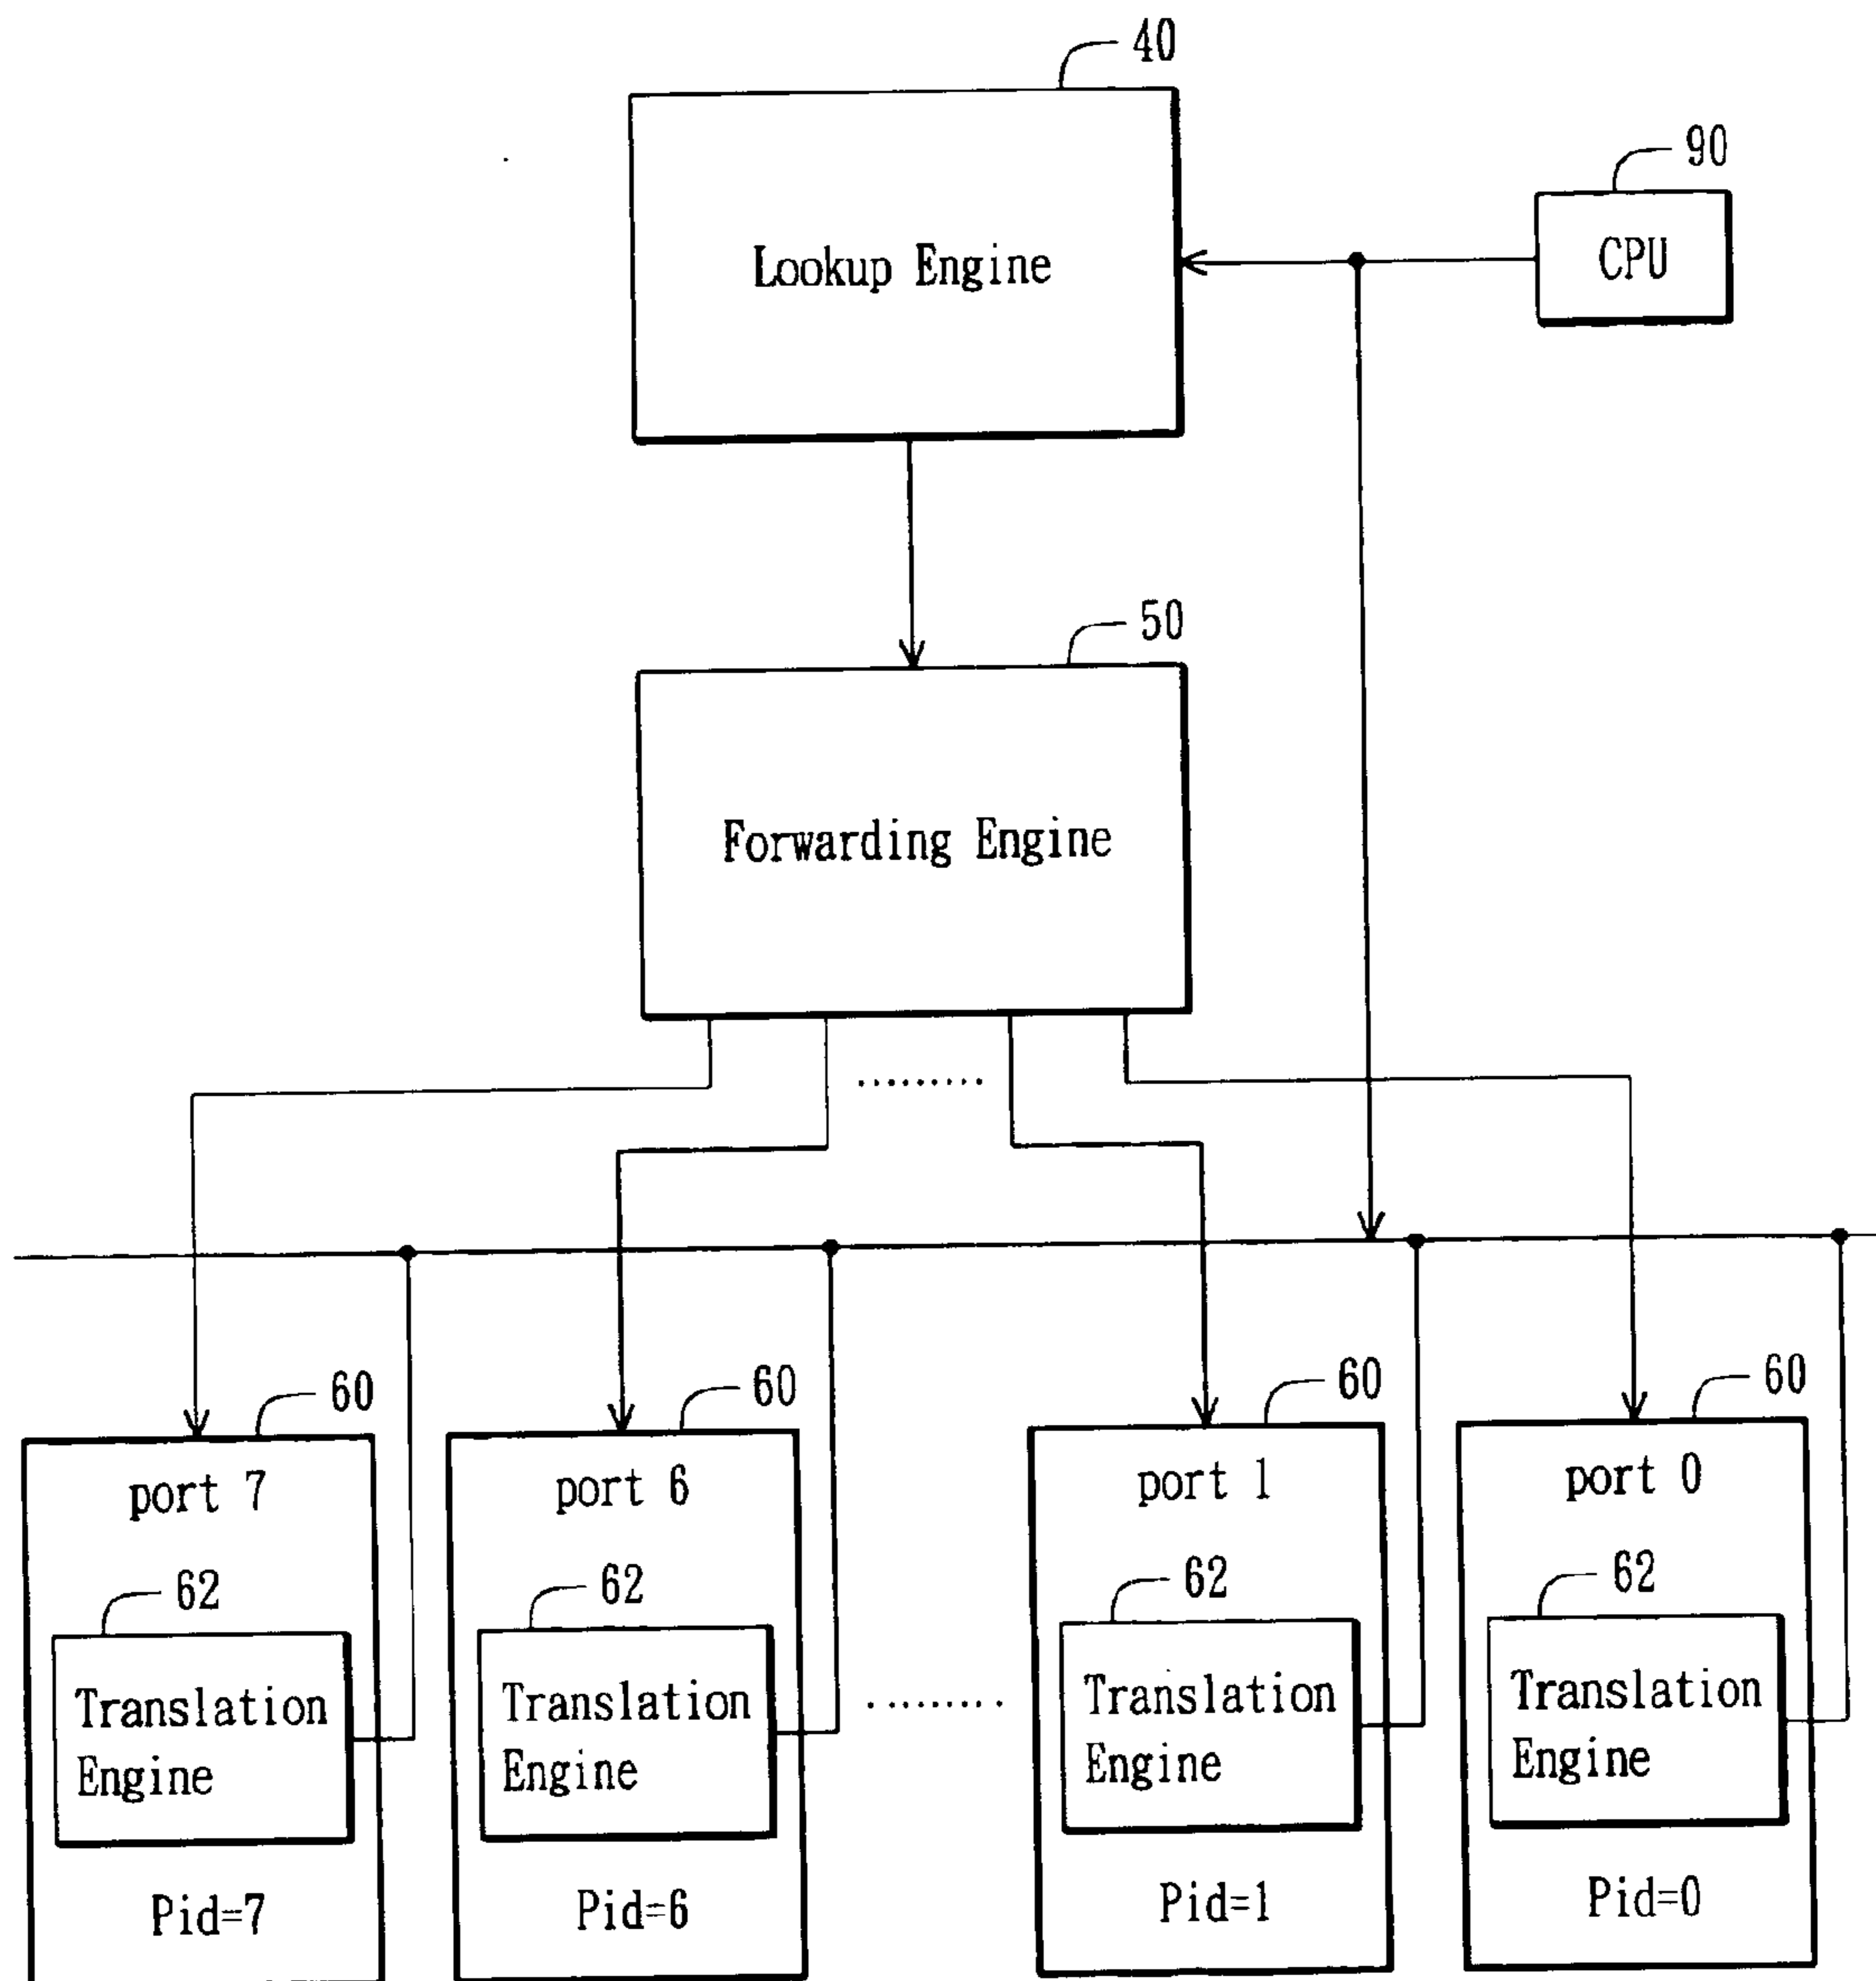 40
90
Lookup Engine
CPU
50
Forwarding Engine
.........
60
60
60
60
port 7
port 6
port 1
port 0
62
62
62
62
Translation
Engine
Translation
Engine
.........
Translation
Engine
Translation
Engine
Pid=7
Pid=6
Pid=1
Pid=0